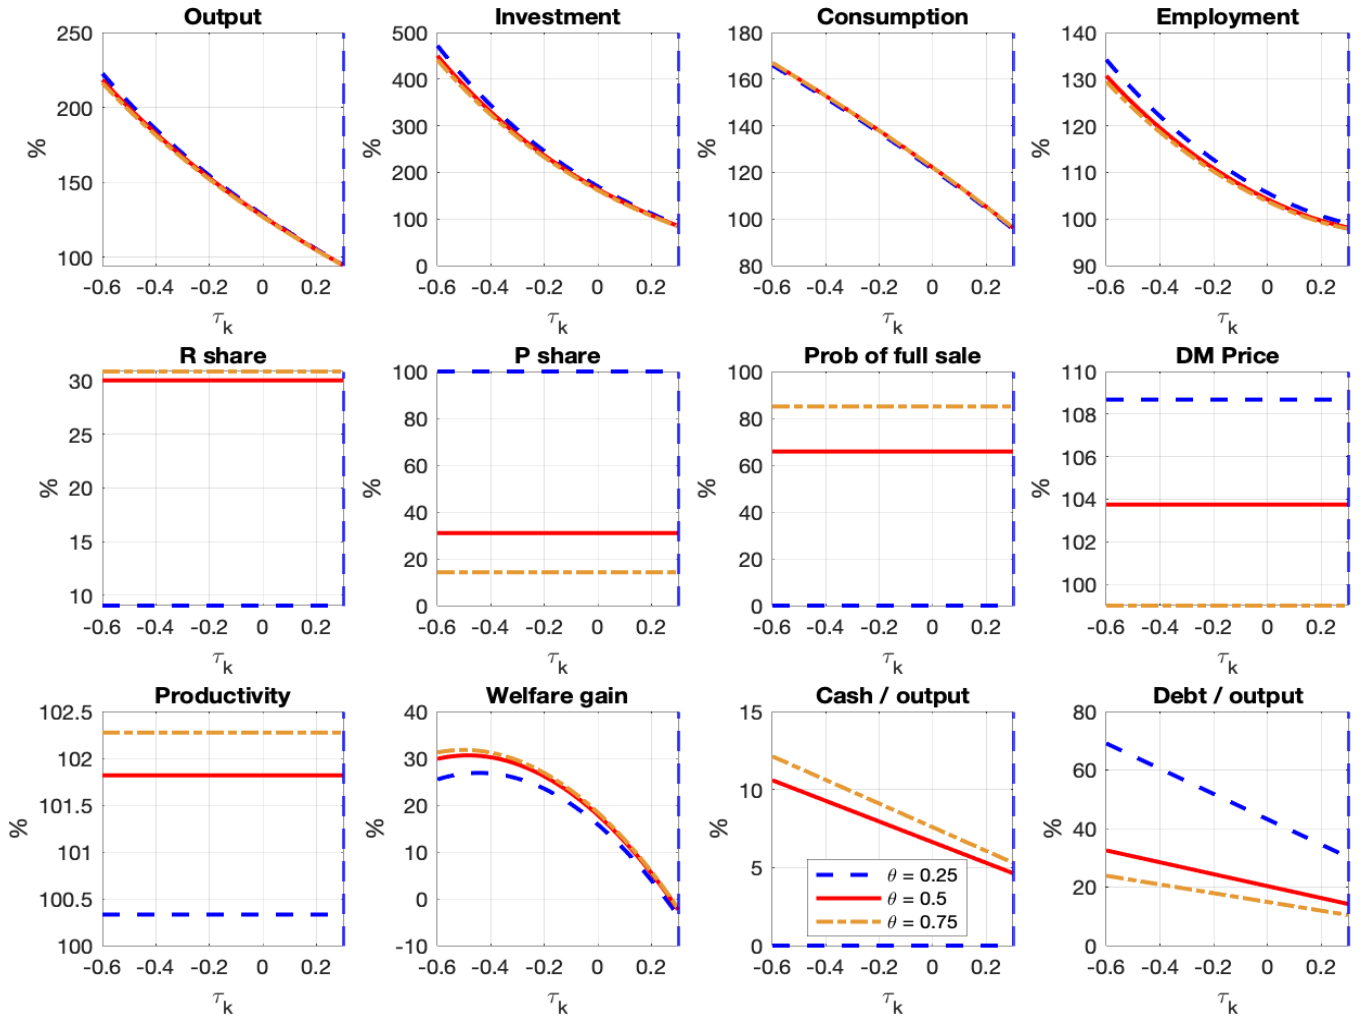 Output
250
200
150
100
%
-0.6 -0.4 -0.2 0 0.2
τk
Investment
500
400
300
200
100
0
%
-0.6 -0.4 -0.2 0 0.2
τk
Consumption
180
160
140
120
100
80
%
-0.6 -0.4 -0.2 0 0.2
τk
Employment
140
130
120
110
100
90
%
-0.6 -0.4 -0.2 0 0.2
τk
R share
30
25
20
15
10
%
-0.6 -0.4 -0.2 0 0.2
τk
P share
100
80
60
40
20
0
%
-0.6 -0.4 -0.2 0 0.2
τk
Prob of full sale
100
80
60
40
20
0
%
-0.6 -0.4 -0.2 0 0.2
τk
DM Price
110
108
106
104
102
100
%
-0.6 -0.4 -0.2 0 0.2
τk
Productivity
102.5
102
101.5
101
100.5
100
%
-0.6 -0.4 -0.2 0 0.2
τk
Welfare gain
40
30
20
10
0
-10
%
-0.6 -0.4 -0.2 0 0.2
τk
Cash / output
15
10
5
0
%
θ = 0.25
θ = 0.5
θ = 0.75
-0.6 -0.4 -0.2 0 0.2
τk
Debt / output
80
60
40
20
0
%
-0.6 -0.4 -0.2 0 0.2
τk